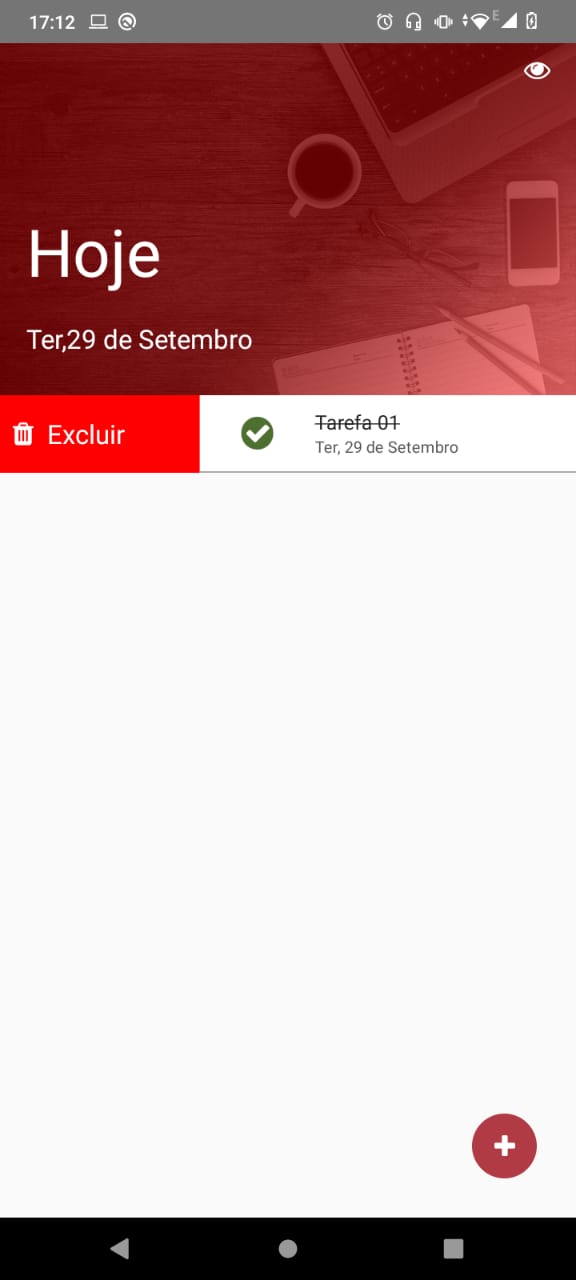 17:12
E
Hoje
Ter,29 de Setembro
Excluir
Tarefa 01
Ter, 29 de Setembro